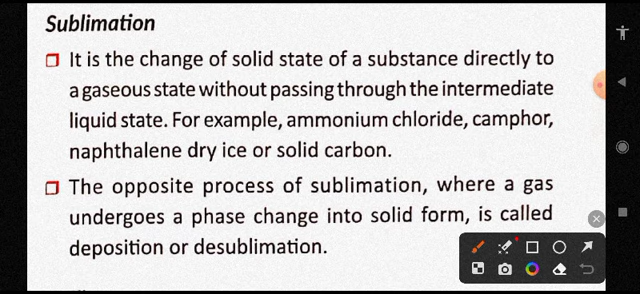 Sublimation
It is the change of solid state of a substance directly to
a gaseous state without passing through the intermediate
liquid state. For example, ammonium chloride, camphor,
naphthalene dry ice or solid carbon.
The opposite process of sublimation, where a gas
undergoes a phase change into solid form, is called
deposition or desublimation.